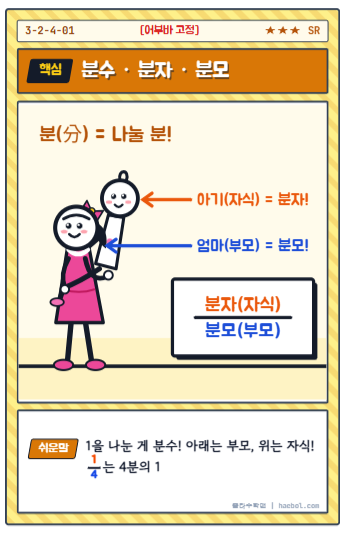 3-2-4-01 [어부바 고정] ★★★ SR
핵심 분수 · 분자 · 분모
분(分) = 나눌 분!
아기(자식) = 분자!
엄마(부모) = 분모!
분자(자식)
분모(부모)
쉬운말 1을 나눈 게 분수! 아래는 부모, 위는 자식!
1
4
는 4분의 1
| haebol.com